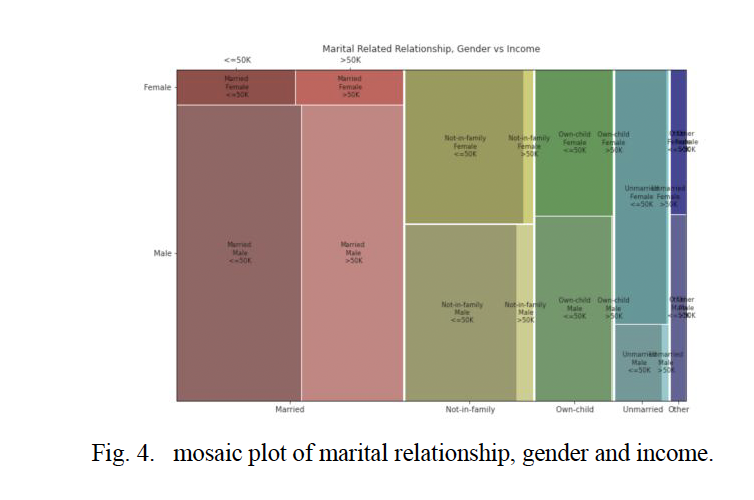 Marital Related Relationship, Gender vs Income
<=50K >50K
Female
Married
Female
<=50K
Married
Female
>50K
Not-in-family
Female
<=50K
Not-in-family
Female
>50K
Own-child
Female
<=50K
Own-child
Female
>50K
Unmarried
Female
<=50K
Female
>50K
Male
Married
Male
<=50K
Married
Male
>50K
Not-in-family
Male
<=50K
Not-in-family
Male
>50K
Own-child
Male
<=50K
Own-child
Male
>50K
Male
<=50K
Male
>50K
Married Not-in-family Own-child Unmarried Other
Fig. 4. mosaic plot of marital relationship, gender and income.